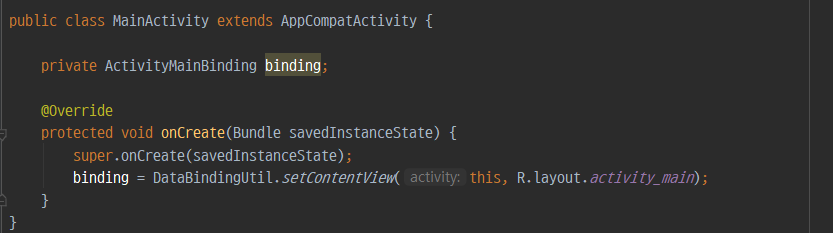 public class MainActivity extends AppCompatActivity {
private ActivityMainBinding binding;
@Override
protected void onCreate(Bundle savedInstanceState) {
super.onCreate(savedInstanceState);
binding = DataBindingUtil.setContentView( activity: this, R.layout.activity_main);
}
}